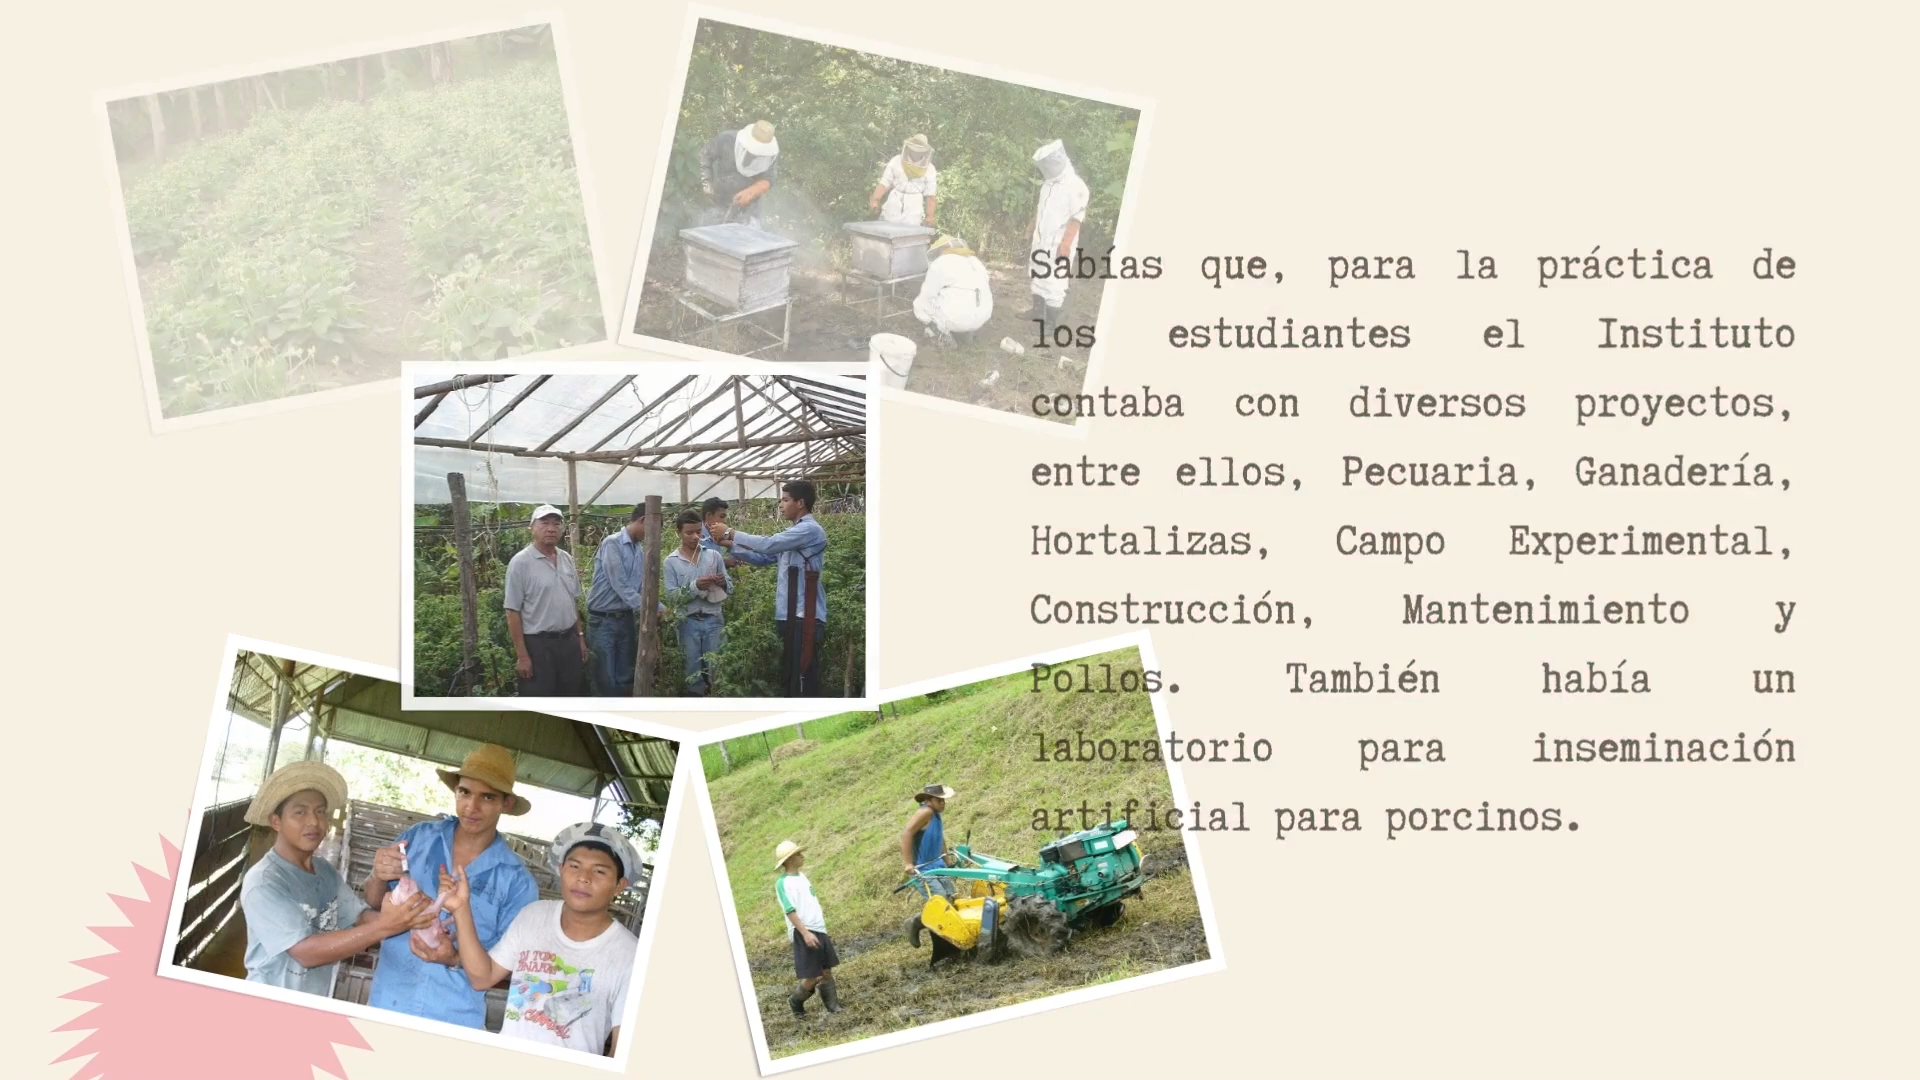 Sabías que, para la práctica de
los estudiantes el Instituto
contaba con diversos proyectos,
entre ellos, Pecuaria, Ganadería,
Hortalizas, Campo Experimental,
Construcción, Mantenimiento y
Pollos. También había un
laboratorio para inseminación
artificial para porcinos.